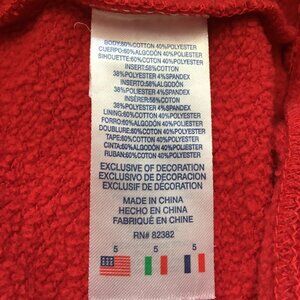 BODY:60%COTTON 40%POLYESTER
CUERPO:60%ALGODÓN 40%POLIESTER
SILHOUETTE:60%COTON 40%POLYESTER
INSERT:58%COTTON
38%POLYESTER 4%SPANDEX
INSERTO:58%ALGODÓN
38%POLIESTER 4%SPANDEX
INSÉRER:58%COTON
38%POLYESTER 4%SPANDEX
LINING:60%COTTON 40%POLYESTER
FORRO:60%ALGODÓN 40%POLIESTER
DOUBLURE:60%COTON 40%POLYESTER
TAPE:60%COTTON 40%POLYESTER
CINTA:60%ALGODÓN 40%POLIESTER
RUBAN:60%COTON 40%POLYESTER
EXCLUSIVE OF DECORATION
EXCLUSIVO DE DECORACION
EXCLUSIF DE DECORATION
MADE IN CHINA
HECHO EN CHINA
FABRIQUÉ EN CHINE
RN# 82382
5 5 5